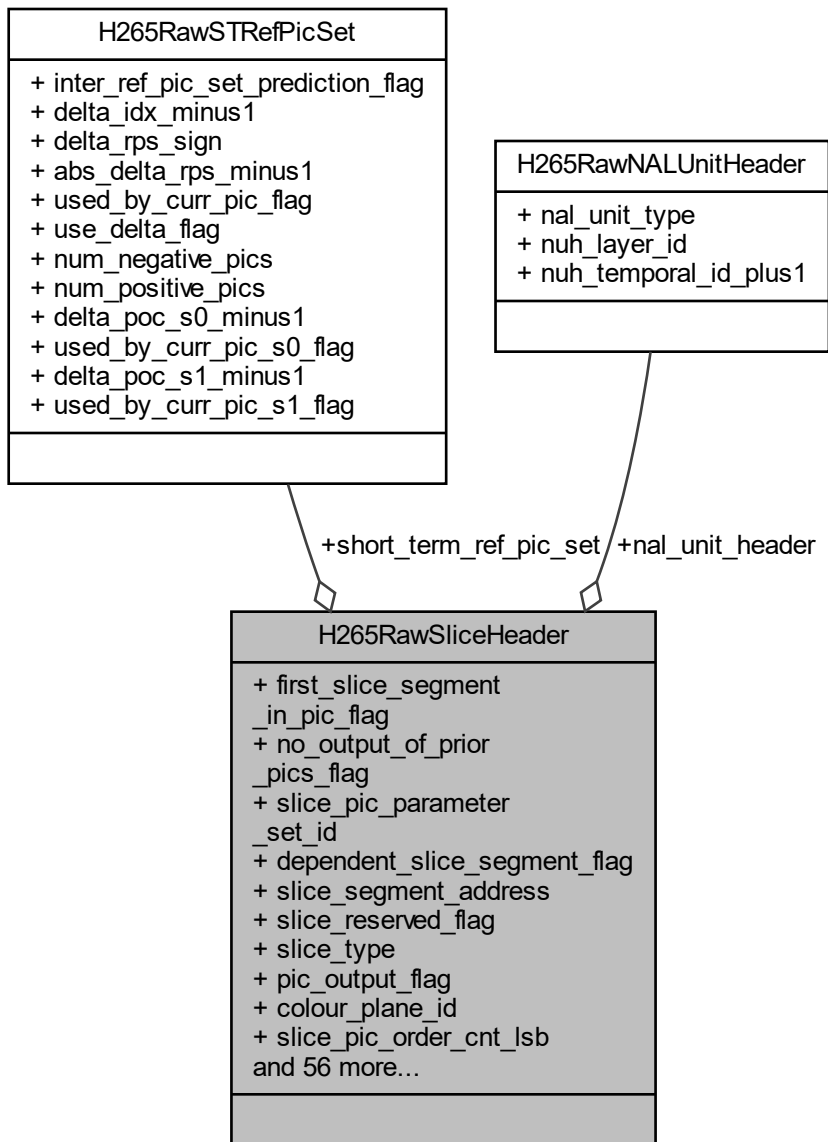 H265RawSTRefPicSet
+ inter_ref_pic_set_prediction_flag
+ delta_idx_minus1
+ delta_rps_sign
+ abs_delta_rps_minus1
+ used_by_curr_pic_flag
+ use_delta_flag
+ num_negative_pics
+ num_positive_pics
+ delta_poc_s0_minus1
+ used_by_curr_pic_s0_flag
+ delta_poc_s1_minus1
+ used_by_curr_pic_s1_flag
H265RawNALUnitHeader
+ nal_unit_type
+ nuh_layer_id
+ nuh_temporal_id_plus1
+short_term_ref_pic_set
+nal_unit_header
H265RawSliceHeader
+ first_slice_segment
_in_pic_flag
+ no_output_of_prior
_pics_flag
+ slice_pic_parameter
_set_id
+ dependent_slice_segment_flag
+ slice_segment_address
+ slice_reserved_flag
+ slice_type
+ pic_output_flag
+ colour_plane_id
+ slice_pic_order_cnt_lsb
and 56 more...